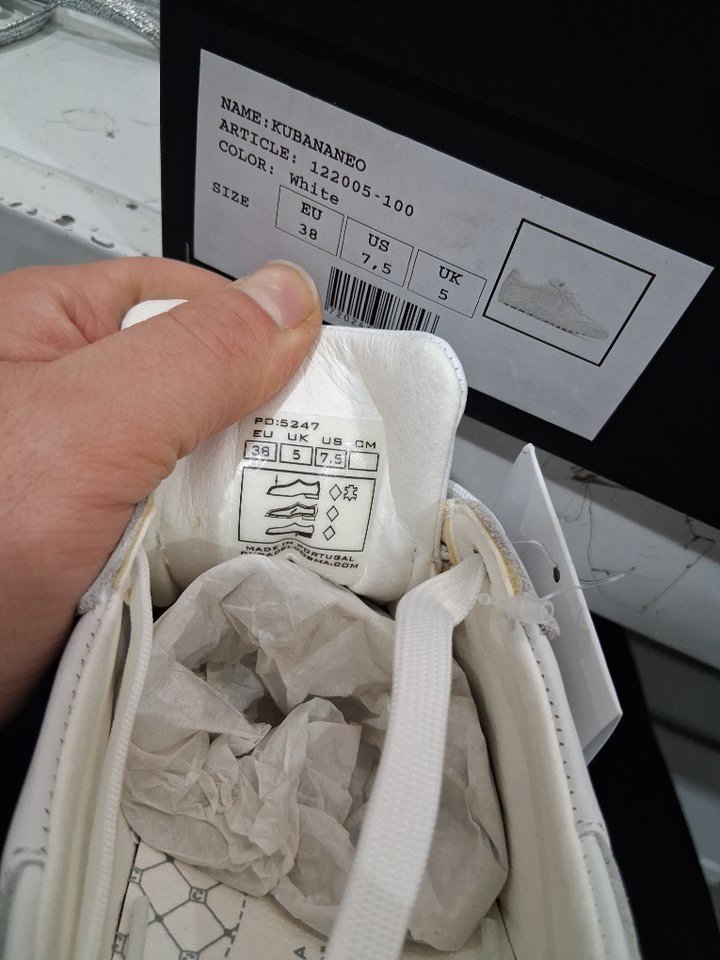 NAME:KUBANANEO
ARTICLE: 122005-100
COLOR: White
SIZE
EU
38
US
7,5
UK
5
PO:5247
EU UK US CM
38 5 7.5
MADE IN PORTUGAL